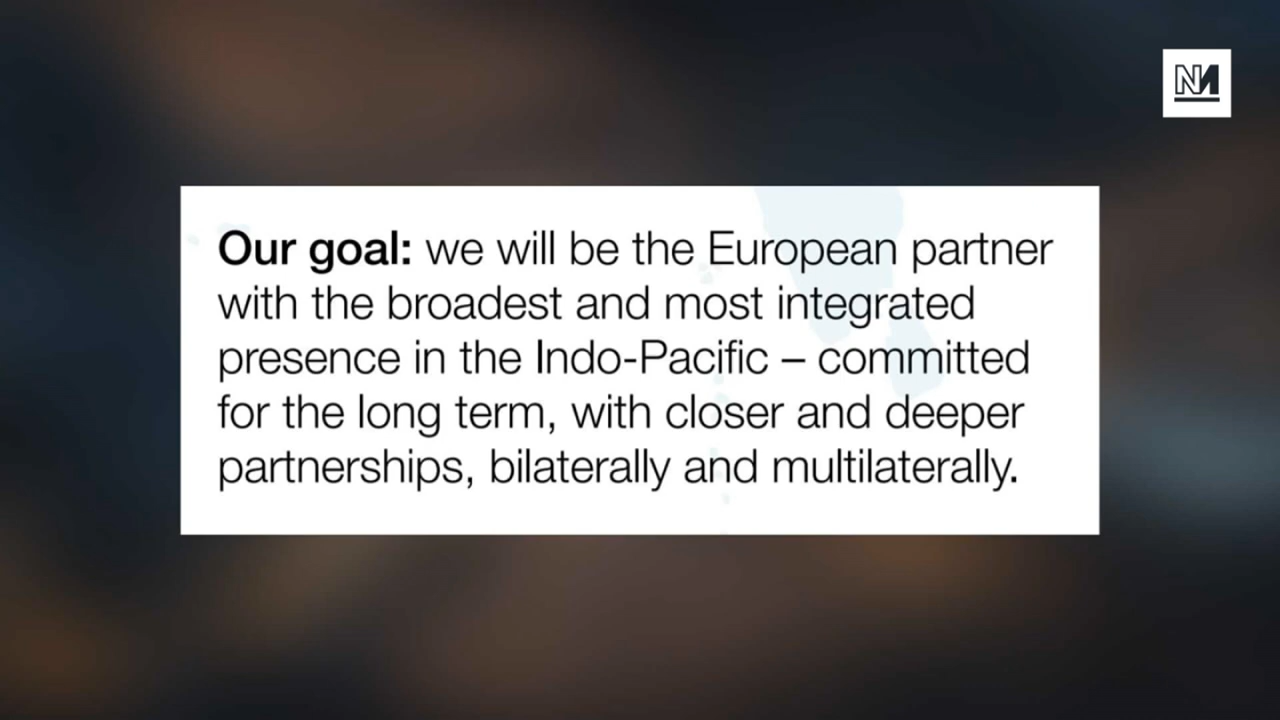 NM
Our goal: we will be the European partner
with the broadest and most integrated
presence in the Indo-Pacific – committed
for the long term, with closer and deeper
partnerships, bilaterally and multilaterally.